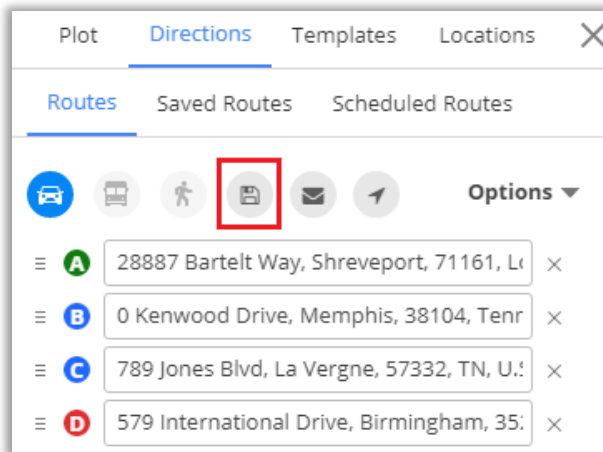 Plot Directions Templates Locations
Routes Saved Routes Scheduled Routes
Options
A 28887 Bartelt Way, Shreveport, 71161, L
B 0 Kenwood Drive, Memphis, 38104, Tenr
C 789 Jones Blvd, La Vergne, 57332, TN, U.S
D 579 International Drive, Birmingham, 35